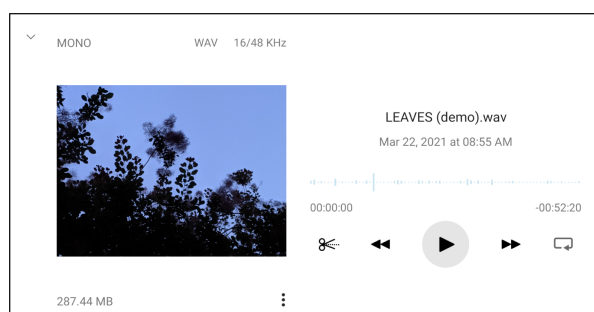 MONO WAV 16/48 KHz
LEAVES (demo).wav
Mar 22, 2021 at 08:55 AM
00:00:00 -00:52:20
287.44 MB